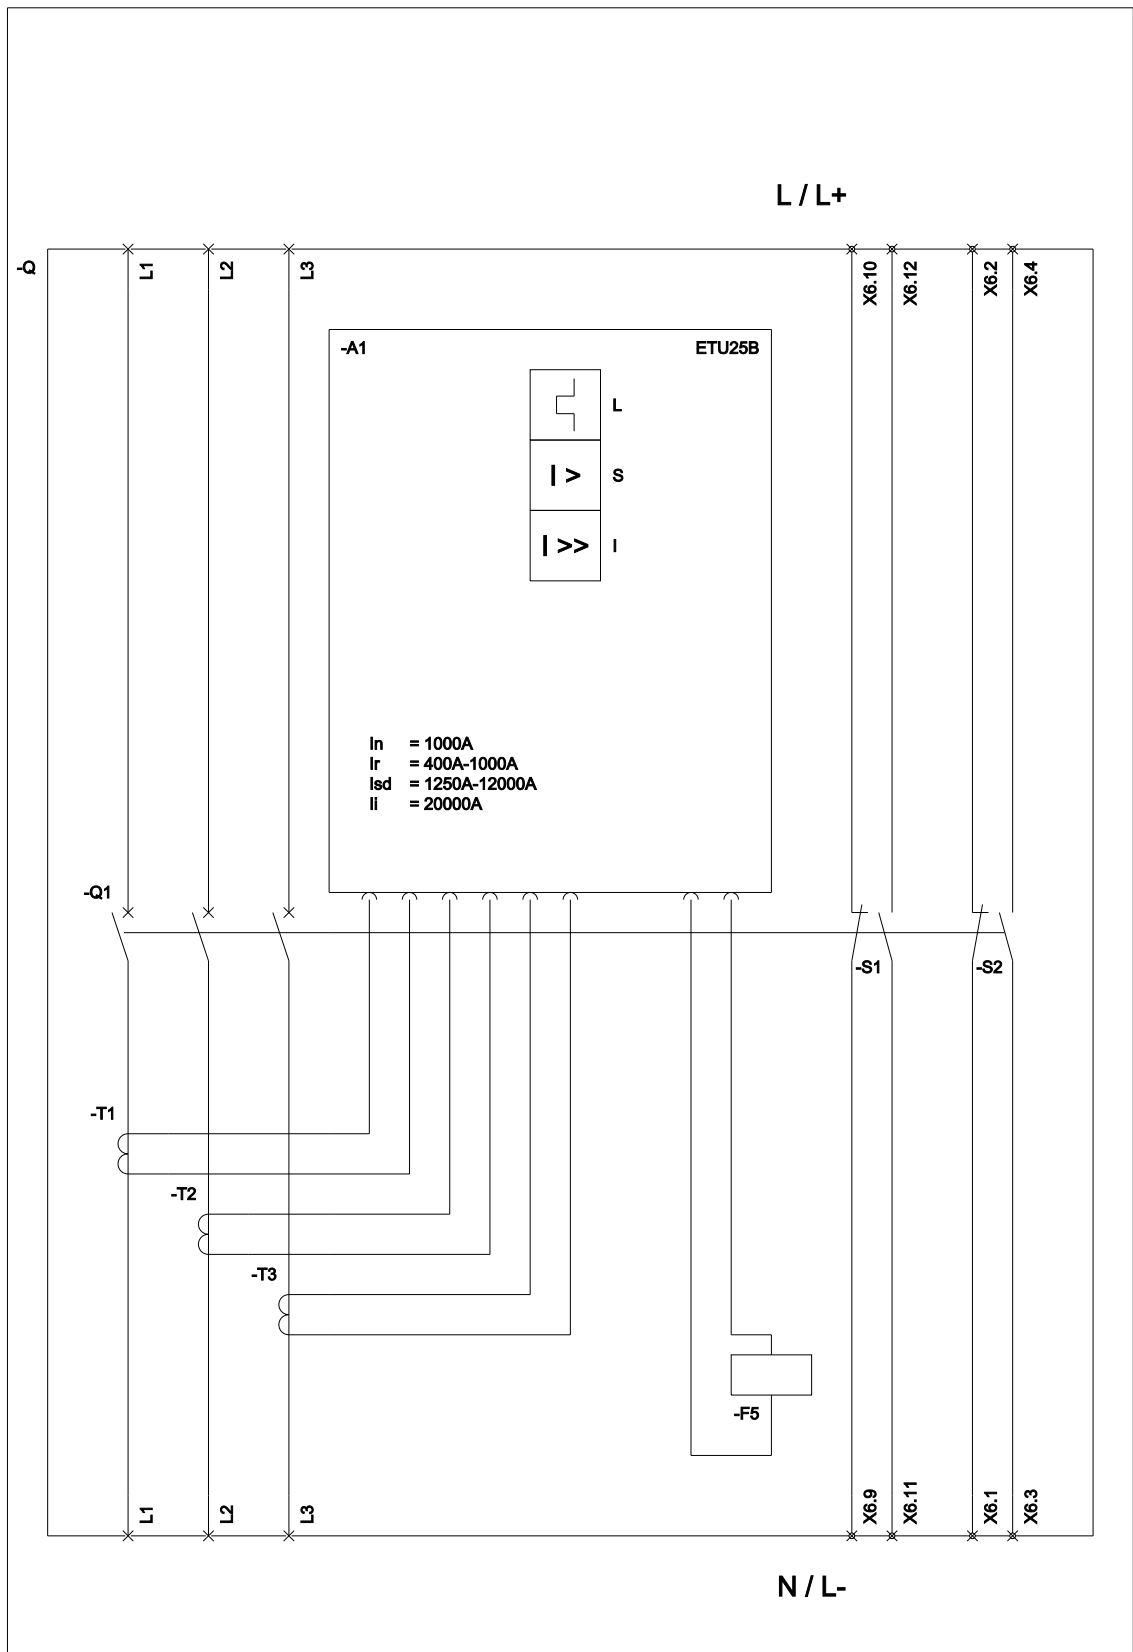 L / L+
-Q
L1
L2
L3
X6.10
X6.12
X6.2
X6.4
-A1
ETU25B
L
I >
S
I >>
I
In = 1000A
Ir = 400A-1000A
Isd = 1250A-12000A
Ii = 20000A
-Q1
-S1
-S2
-T1
-T2
-T3
-F5
L1
L2
L3
X6.9
X6.11
X6.1
X6.3
N / L-